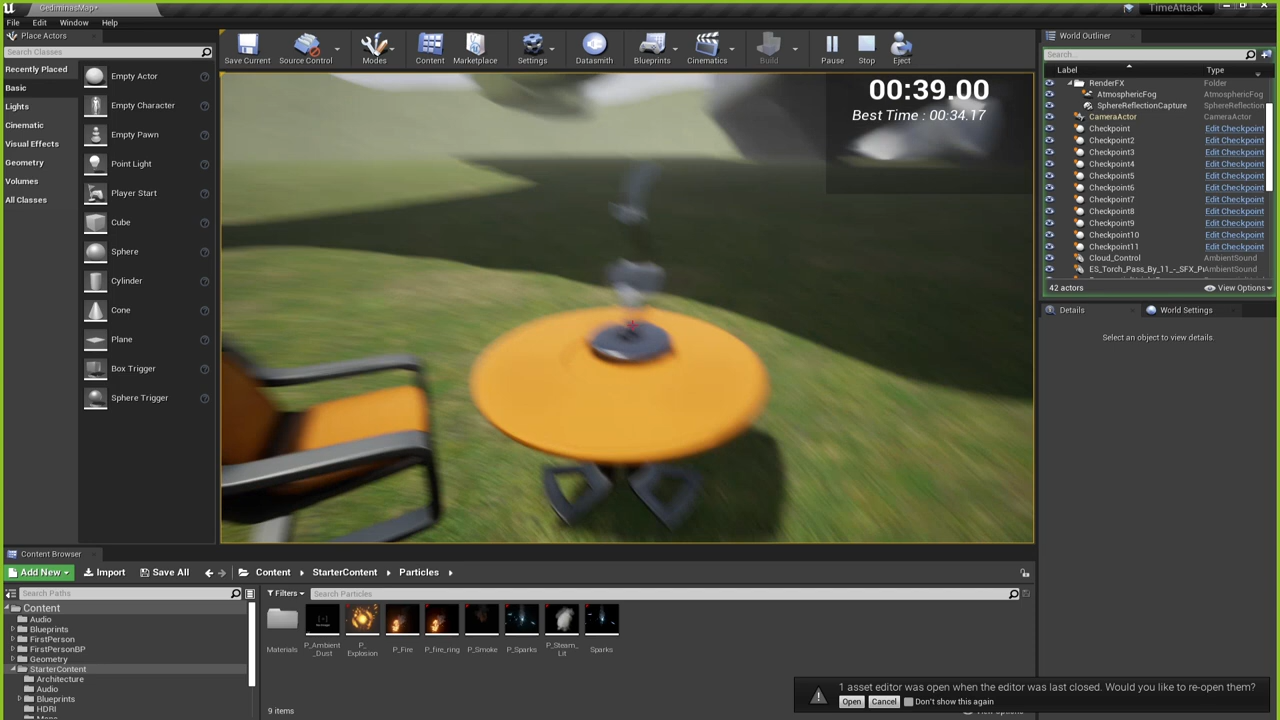 GediminasMap*
TimeAttack
File Edit Window Help
Place Actors
Search Classes
Recently Placed
Basic
Lights
Cinematic
Visual Effects
Geometry
Volumes
All Classes
Empty Actor
Empty Character
Empty Pawn
Point Light
Player Start
Cube
Sphere
Cylinder
Cone
Plane
Box Trigger
Sphere Trigger
Save Current Source Control Modes Content Marketplace Settings Datasmith Blueprints Cinematics Build Pause Stop Eject
00:39.00
Best Time : 00:34.17
World Outliner
Search...
Label Type
RenderFX Folder
AtmosphericFog AtmosphericFog
SphereReflectionCapture SphereReflection
CameraActor CameraActor
Checkpoint Edit Checkpoint
Checkpoint2 Edit Checkpoint
Checkpoint3 Edit Checkpoint
Checkpoint4 Edit Checkpoint
Checkpoint5 Edit Checkpoint
Checkpoint6 Edit Checkpoint
Checkpoint7 Edit Checkpoint
Checkpoint8 Edit Checkpoint
Checkpoint9 Edit Checkpoint
Checkpoint10 Edit Checkpoint
Checkpoint11 Edit Checkpoint
Cloud_Control AmbientSound
ES_Torch_Pass_By_11_-_SFX_P AmbientSound
42 actors View Options
Details World Settings
Select an object to view details.
Content Browser
Add New Import Save All Content StarterContent Particles
Search Paths
Filters Search Particles
Content
Audio
Blueprints
FirstPerson
FirstPersonBP
Geometry
StarterContent
Architecture
Audio
Blueprints
HDRI
Materials
P_Ambient_Dust
P_Explosion
P_Fire
P_fire_ring
P_Smoke
P_Sparks
P_Steam_Lit
Sparks
9 items
1 asset editor was open when the editor was last closed. Would you like to re-open them?
Open Cancel Don't show this again